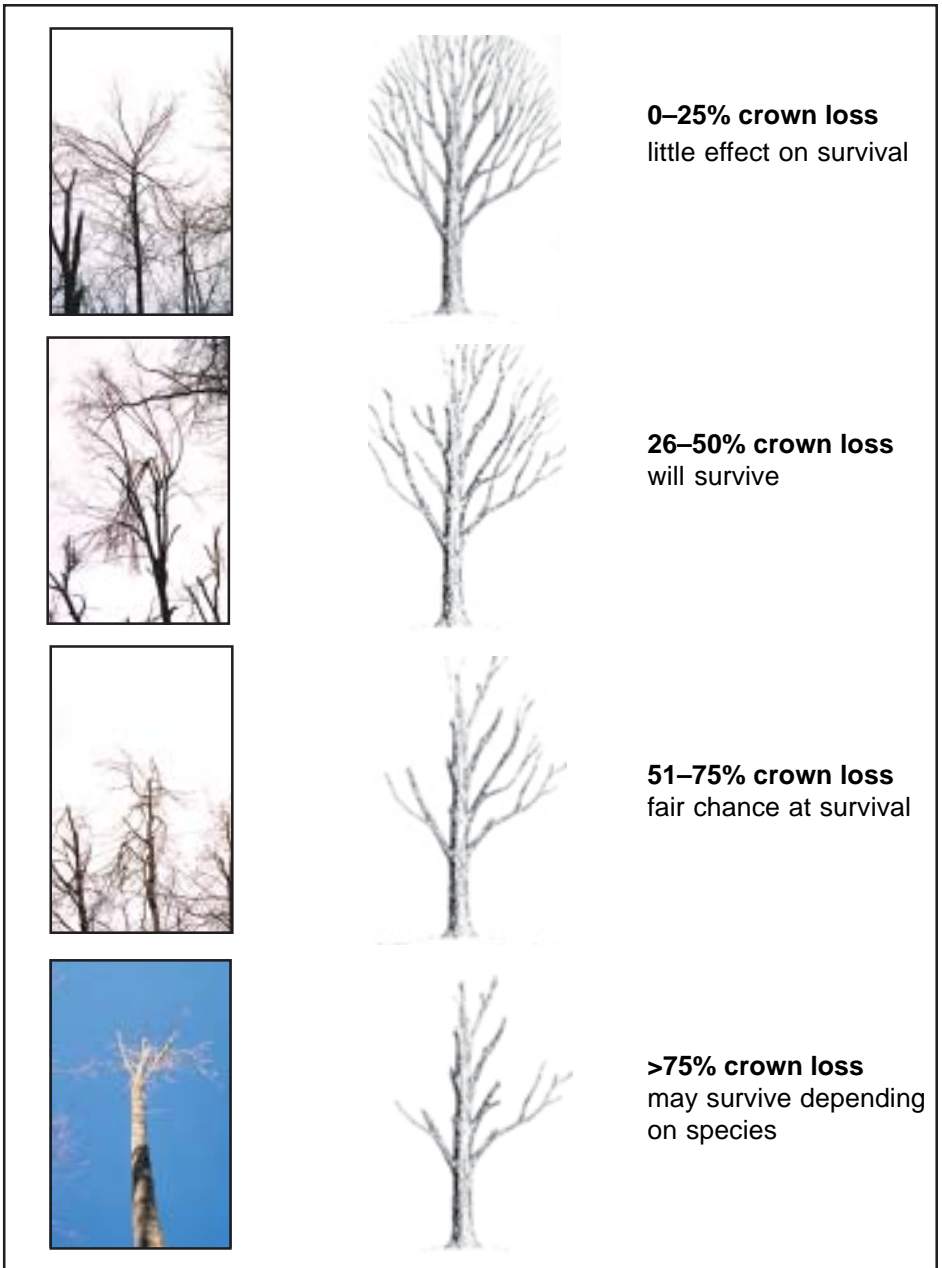 0–25% crown loss
little effect on survival
26–50% crown loss
will survive
51–75% crown loss
fair chance at survival
>75% crown loss
may survive depending
on species